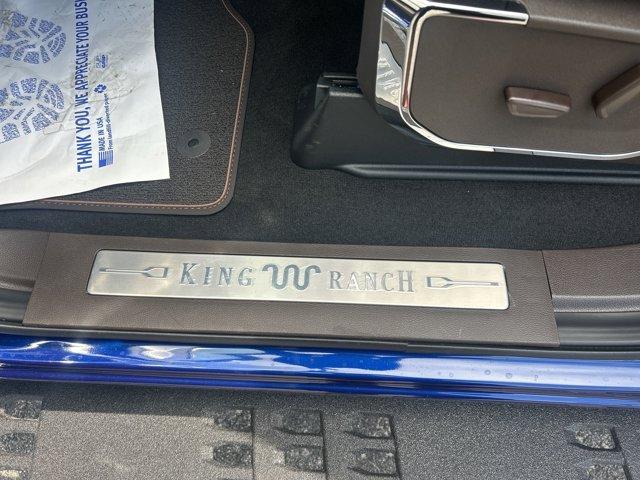 THANK YOU WE APPRECIATE YOUR BUS
MADE IN USA
KING RANCH